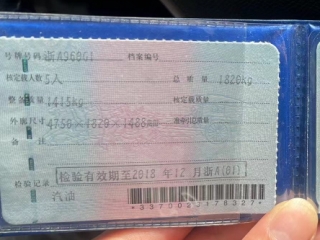 号牌号码 浙A96861 档案编号
核定载人数 5人 总 质 量 1820kg
整备质量 1415kg 核定载质量
外廓尺寸 4750×1829×1488mm 准牵引总质量
备 注
检验有效期至2018 年12 月浙A(01)
检验记录
汽油